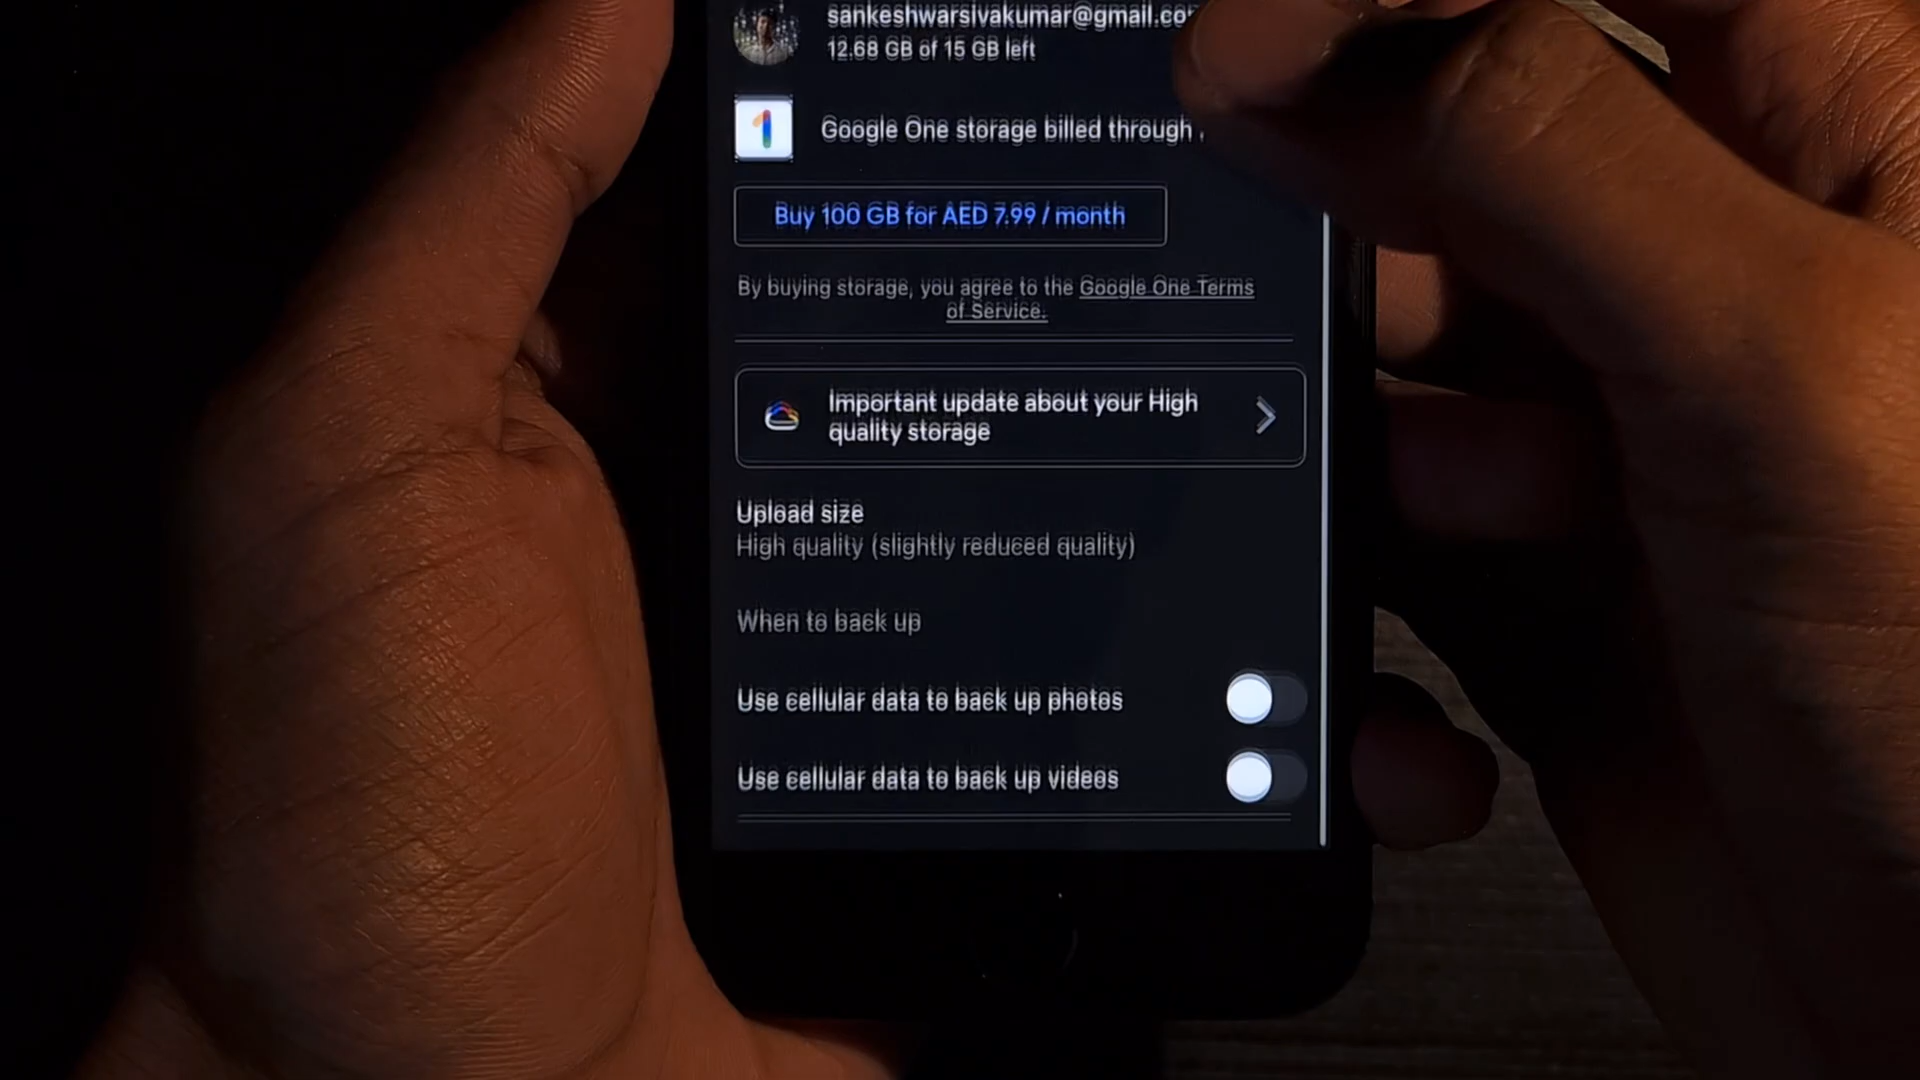 sankeshwarsivakumar@gmail.co
12.68 GB of 15 GB left
1
Google One storage billed through
Buy 100 GB for AED 7.99 / month
By buying storage, you agree to the Google One Terms
of Service.
Important update about your High
quality storage
Upload size
High quality (slightly reduced quality)
When to back up
Use cellular data to back up photos
Use cellular data to back up videos